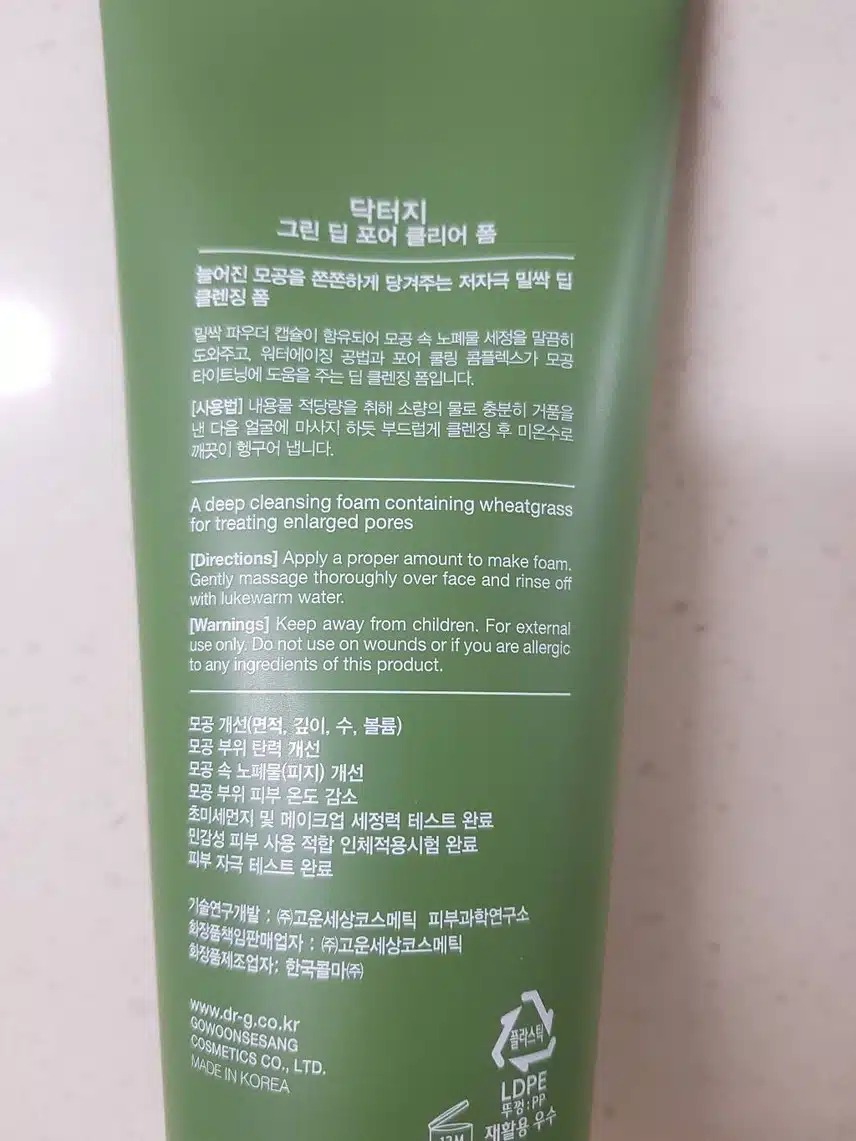 닥터지
그린 딥 포어 클리어 폼
늘어진 모공을 쫀쫀하게 당겨주는 저자극 밀싹 딥
클렌징 폼
밀싹 파우더 캡슐이 함유되어 모공 속 노폐물 세정을 말끔히
도와주고, 워터에이징 공법과 포어 쿨링 콤플렉스가 모공
타이트닝에 도움을 주는 딥 클렌징 폼입니다.
[사용법] 내용물 적당량을 취해 소량의 물로 충분히 거품을
낸 다음 얼굴에 마사지 하듯 부드럽게 클렌징 후 미온수로
깨끗이 헹구어 냅니다.
A deep cleansing foam containing wheatgrass
for treating enlarged pores
[Directions] Apply a proper amount to make foam.
Gently massage thoroughly over face and rinse off
with lukewarm water.
[Warnings] Keep away from children. For external
use only. Do not use on wounds or if you are allergic
to any ingredients of this product.
모공 개선(면적, 깊이, 수, 볼륨)
모공 부위 탄력 개선
모공 속 노폐물(피지) 개선
모공 부위 피부 온도 감소
초미세먼지 및 메이크업 세정력 테스트 완료
민감성 피부 사용 적합 인체적용시험 완료
피부 자극 테스트 완료
기술연구개발 : ㈜고운세상코스메틱 피부과학연구소
화장품책임판매업자 : ㈜고운세상코스메틱
화장품제조업자: 한국콜마㈜
www.dr-g.co.kr
GOWOONSESANG
COSMETICS CO., LTD.
MADE IN KOREA
플라스틱
LDPE
뚜껑:PP
재활용 우수
12M